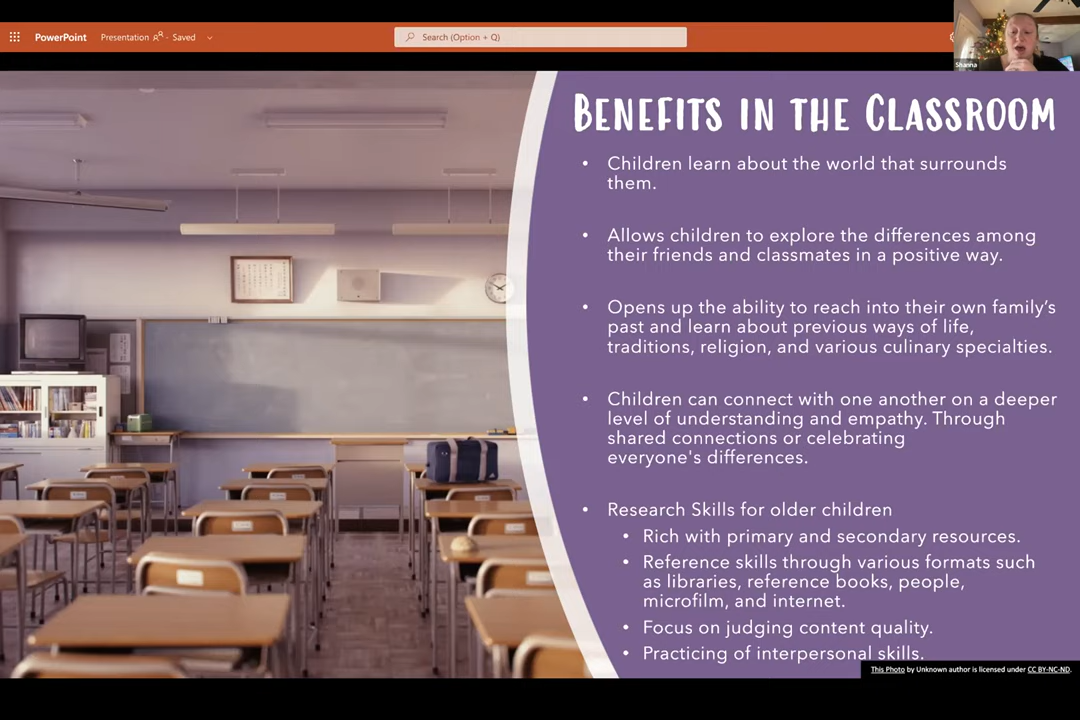 PowerPoint Presentation - Saved
Search (Option + Q)
Shanna
BENEFITS IN THE CLASSROOM
• Children learn about the world that surrounds
them.
• Allows children to explore the differences among
their friends and classmates in a positive way.
• Opens up the ability to reach into their own family’s
past and learn about previous ways of life,
traditions, religion, and various culinary specialties.
• Children can connect with one another on a deeper
level of understanding and empathy. Through
shared connections or celebrating
everyone's differences.
• Research Skills for older children
• Rich with primary and secondary resources.
• Reference skills through various formats such
as libraries, reference books, people,
microfilm, and internet.
• Focus on judging content quality.
• Practicing of interpersonal skills.
This Photo by Unknown author is licensed under CC BY-NC-ND.